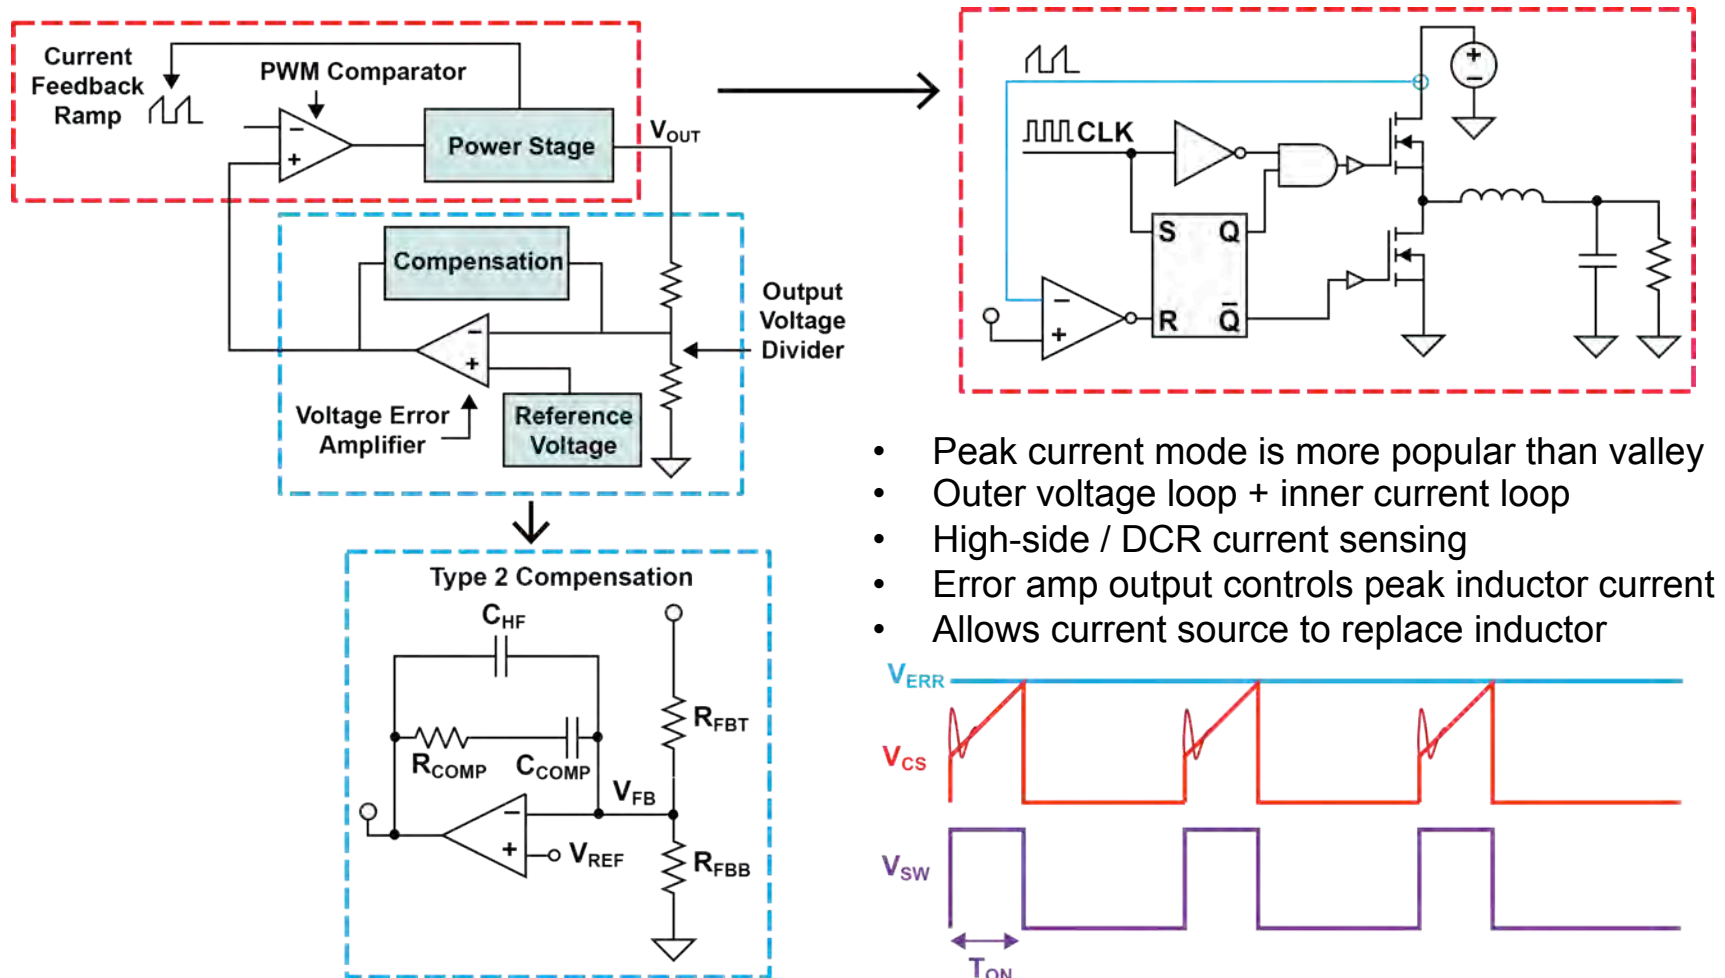 Current
Feedback
Ramp
PWM Comparator
−
+
Power Stage
VOUT
Compensation
−
+
Output
Voltage
Divider
Voltage Error
Amplifier
Reference
Voltage
CLK
S Q
R Q̅
−
+
+
−
• Peak current mode is more popular than valley
• Outer voltage loop + inner current loop
• High-side / DCR current sensing
• Error amp output controls peak inductor current
• Allows current source to replace inductor
Type 2 Compensation
CHF
RCOMP
CCOMP
RFBT
VFB
−
+
VREF
RFBB
VERR
VCS
VSW
TON